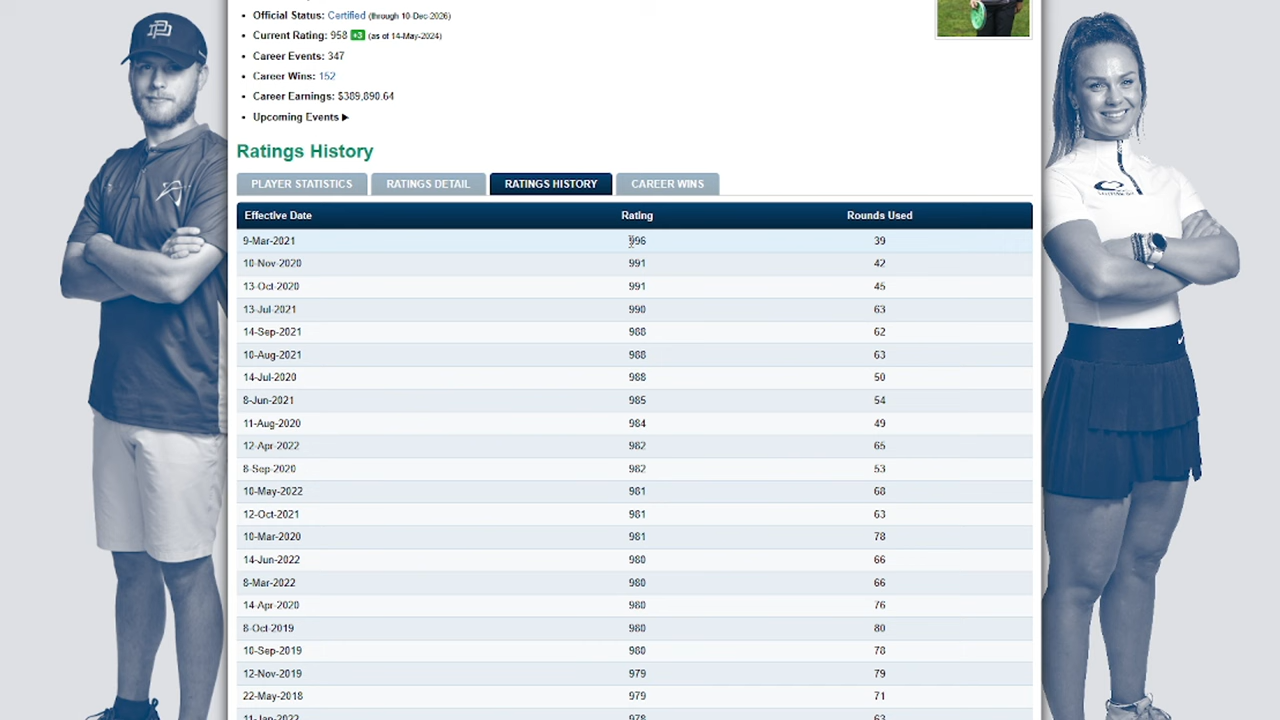 Official Status: Certified (through 10-Dec-2026)
Current Rating: 958 +3 (as of 14-May-2024)
Career Events: 347
Career Wins: 152
Career Earnings: $389,890.64
Upcoming Events ▶
Ratings History
PLAYER STATISTICS RATINGS DETAIL RATINGS HISTORY CAREER WINS
Effective Date Rating Rounds Used
9-Mar-2021 996 39
10-Nov-2020 991 42
13-Oct-2020 991 45
13-Jul-2021 990 63
14-Sep-2021 988 62
10-Aug-2021 988 63
14-Jul-2020 988 50
8-Jun-2021 985 54
11-Aug-2020 984 49
12-Apr-2022 982 65
8-Sep-2020 982 53
10-May-2022 981 68
12-Oct-2021 981 63
10-Mar-2020 981 78
14-Jun-2022 980 66
8-Mar-2022 980 66
14-Apr-2020 980 76
8-Oct-2019 980 80
10-Sep-2019 980 78
12-Nov-2019 979 79
22-May-2018 979 71
11-Jan-2022 978 63